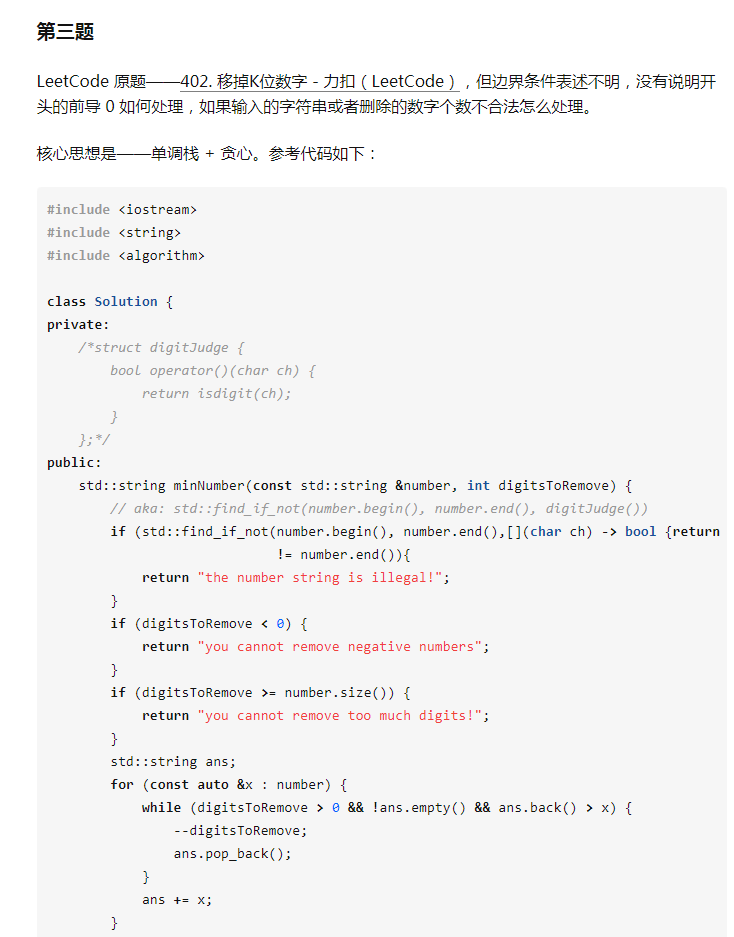 第三题
LeetCode 原题——402. 移掉K位数字 - 力扣（LeetCode），但边界条件表述不明，没有说明开
头的前导 0 如何处理，如果输入的字符串或者删除的数字个数不合法怎么处理。
核心思想是——单调栈 + 贪心。参考代码如下：
#include <iostream>
#include <string>
#include <algorithm>
class Solution {
private:
    /*struct digitJudge {
        bool operator()(char ch) {
            return isdigit(ch);
        }
    };*/
public:
    std::string minNumber(const std::string &number, int digitsToRemove) {
        // aka: std::find_if_not(number.begin(), number.end(), digitJudge())
        if (std::find_if_not(number.begin(), number.end(),[](char ch) -> bool {return
                             != number.end()){
            return "the number string is illegal!";
        }
        if (digitsToRemove < 0) {
            return "you cannot remove negative numbers";
        }
        if (digitsToRemove >= number.size()) {
            return "you cannot remove too much digits!";
        }
        std::string ans;
        for (const auto &x : number) {
            while (digitsToRemove > 0 && !ans.empty() && ans.back() > x) {
                --digitsToRemove;
                ans.pop_back();
            }
            ans += x;
        }